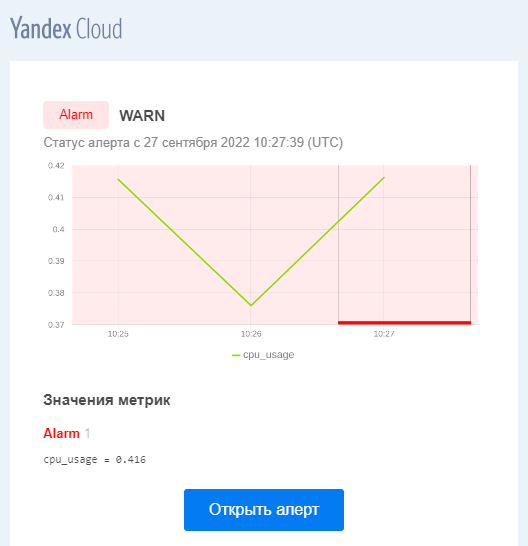 Yandex Cloud
Alarm WARN
Статус алерта с 27 сентября 2022 10:27:39 (UTC)
0.42
0.41
0.4
0.39
0.38
0.37
10:25 10:26 10:27
cpu_usage
Значения метрик
Alarm 1
cpu_usage = 0.416
Открыть алерт